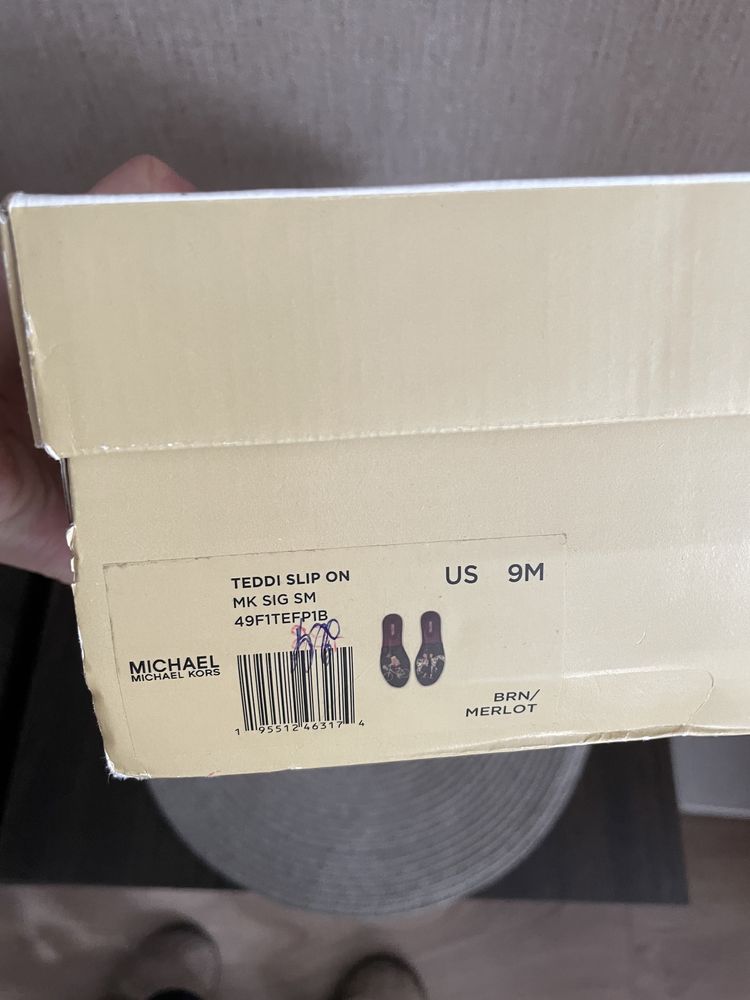 TEDDI SLIP ON
MK SIG SM
49F1TEFP1B
US 9M
MICHAEL
MICHAEL KORS
1 95512 46317 4
BRN/
MERLOT